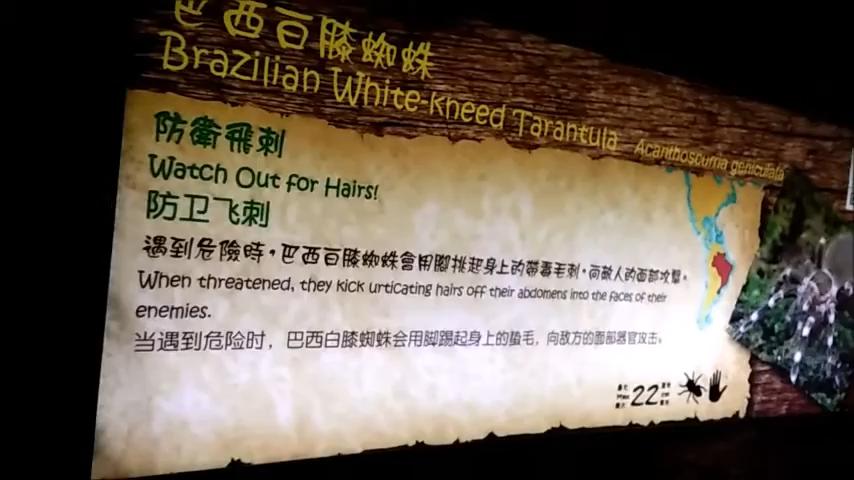 巴西白膝蜘蛛
Brazilian White-kneed Tarantula Acanthoscurria geniculata
防衛飛刺
Watch Out for Hairs!
防卫飞刺
遇到危險時，巴西白膝蜘蛛會用腳挑起身上的帶毒毛刺，向敵人的面部攻擊。
When threatened, they kick urticating hairs off their abdomens into the faces of their
enemies.
当遇到危险时，巴西白膝蜘蛛会用脚踢起身上的蛰毛，向敌方的面部器官攻击。
Max 22 cm